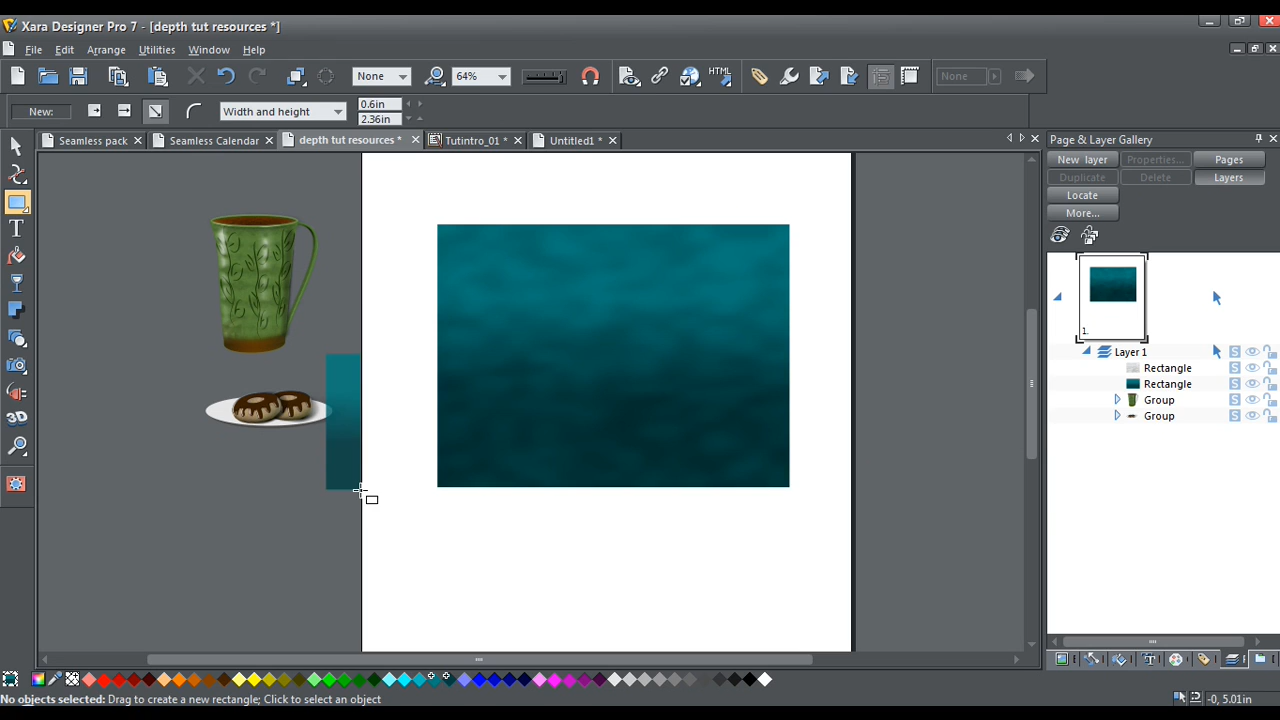 Xara Designer Pro 7 - [depth tut resources *]
File Edit Arrange Utilities Window Help
None 64% HTML None
New: Width and height 0.6in
2.36in
Seamless pack Seamless Calendar depth tut resources * Tutintro_01 * Untitled1 *
Page & Layer Gallery
New layer Properties... Pages
Duplicate Delete Layers
Locate
More...
1.
Layer 1 S
Rectangle S
Rectangle S
Group S
Group S
T
3D
T
No objects selected: Drag to create a new rectangle; Click to select an object
-0, 5.01in